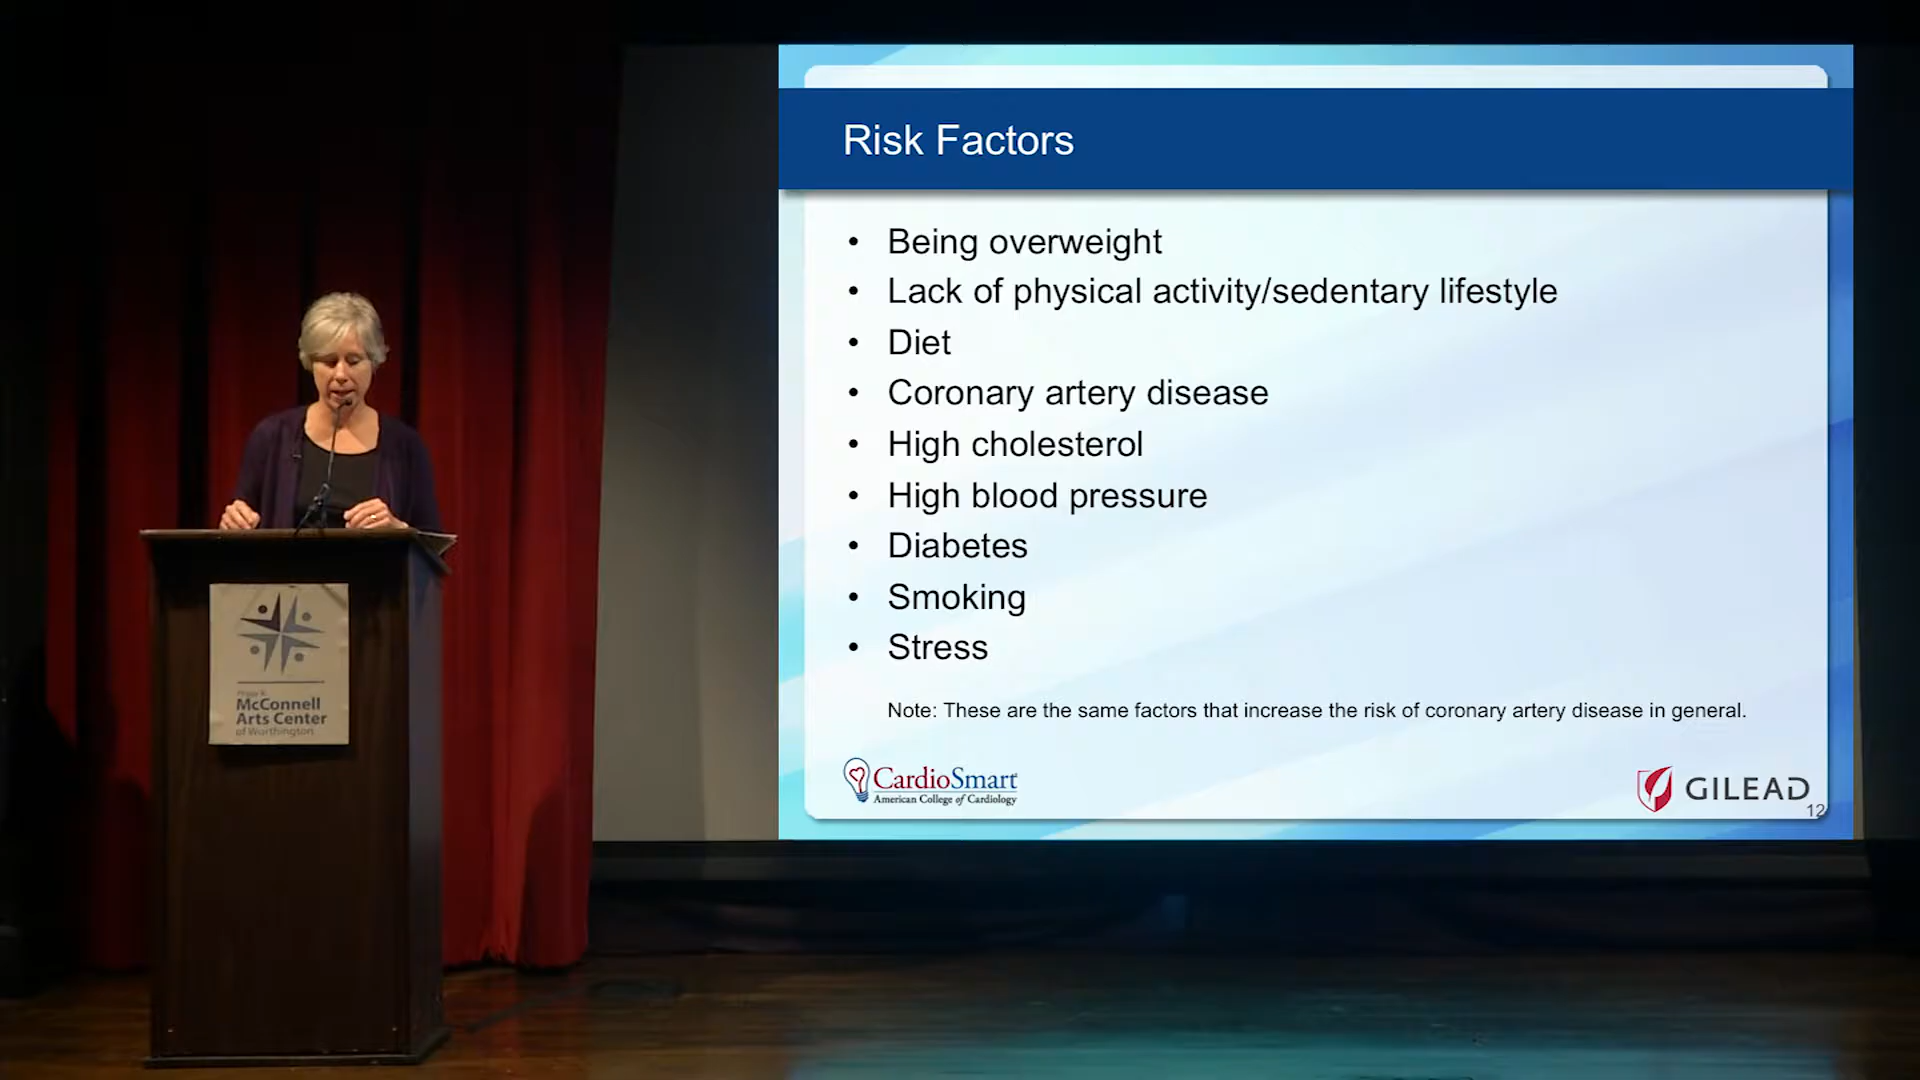 Risk Factors
• Being overweight
• Lack of physical activity/sedentary lifestyle
• Diet
• Coronary artery disease
• High cholesterol
• High blood pressure
• Diabetes
• Smoking
• Stress
Note: These are the same factors that increase the risk of coronary artery disease in general.
CardioSmart
American College of Cardiology
GILEAD
12
McConnell
Arts Center
of Worthington